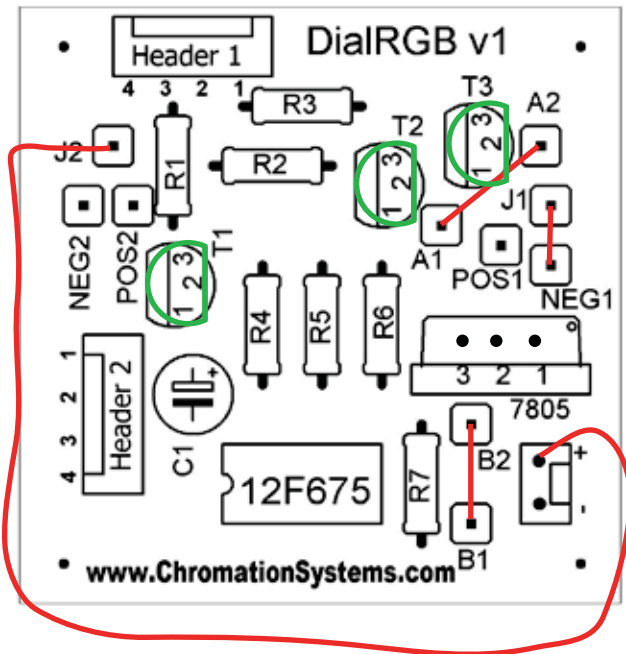 DialRGB v1
Header 1
4 3 2 1
T3
A2
R3
T2
3
2
1
3
2
1
J2
R1
R2
J1
A1
POS1
NEG1
NEG2
POS2
T1
3
2
1
R4
R5
R6
3 2 1
7805
1
2
3
4
Header 2
+
C1
12F675
R7
B2
+
-
B1
www.ChromationSystems.com